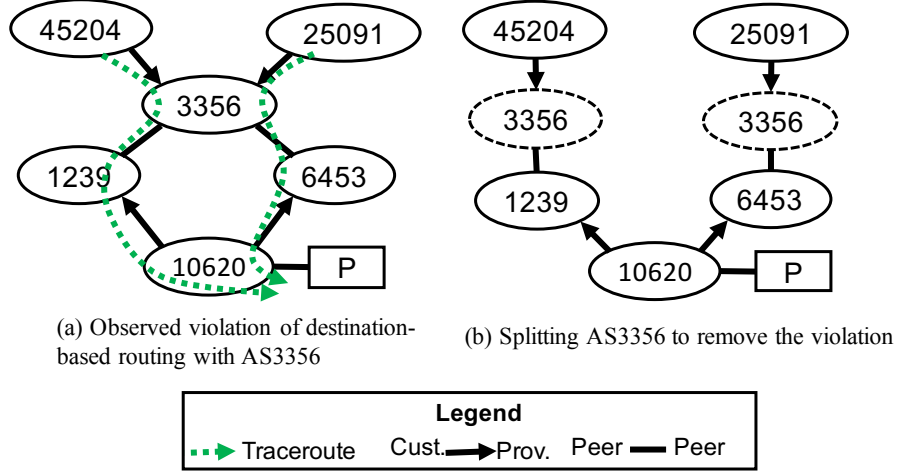 45204
25091
3356
1239
6453
10620
P
(a) Observed violation of destination-
based routing with AS3356
45204
25091
3356
3356
1239
6453
10620
P
(b) Splitting AS3356 to remove the violation
Legend
Traceroute Cust. Prov. Peer Peer